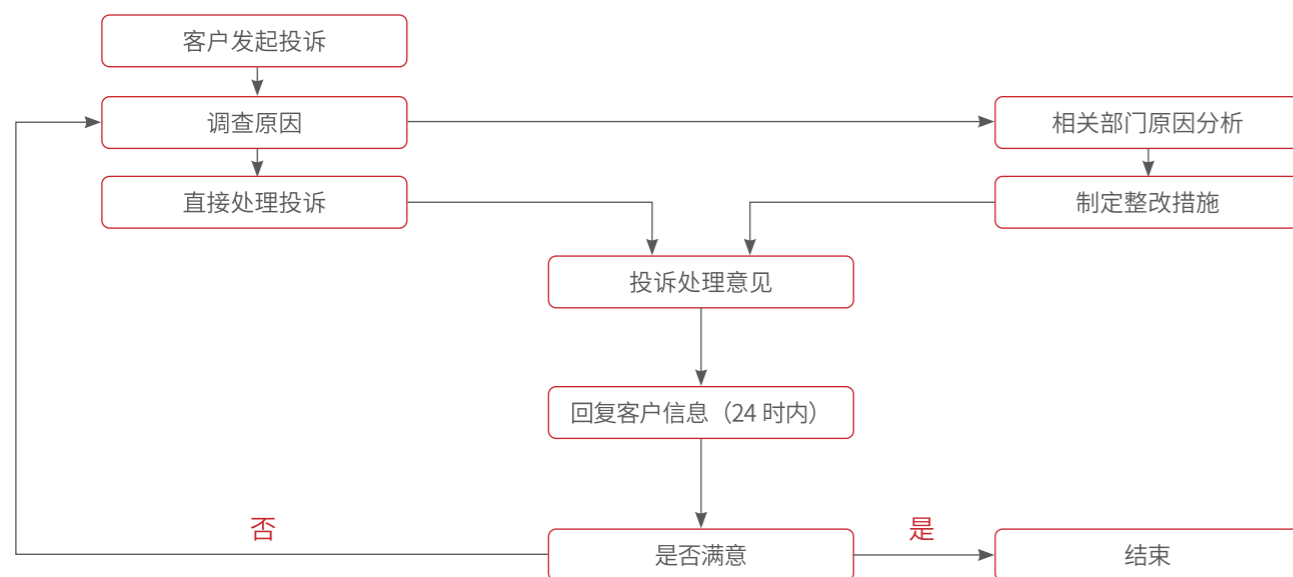 客户发起投诉
调查原因
相关部门原因分析
直接处理投诉
制定整改措施
投诉处理意见
回复客户信息（24 时内）
否
是
是否满意
结束